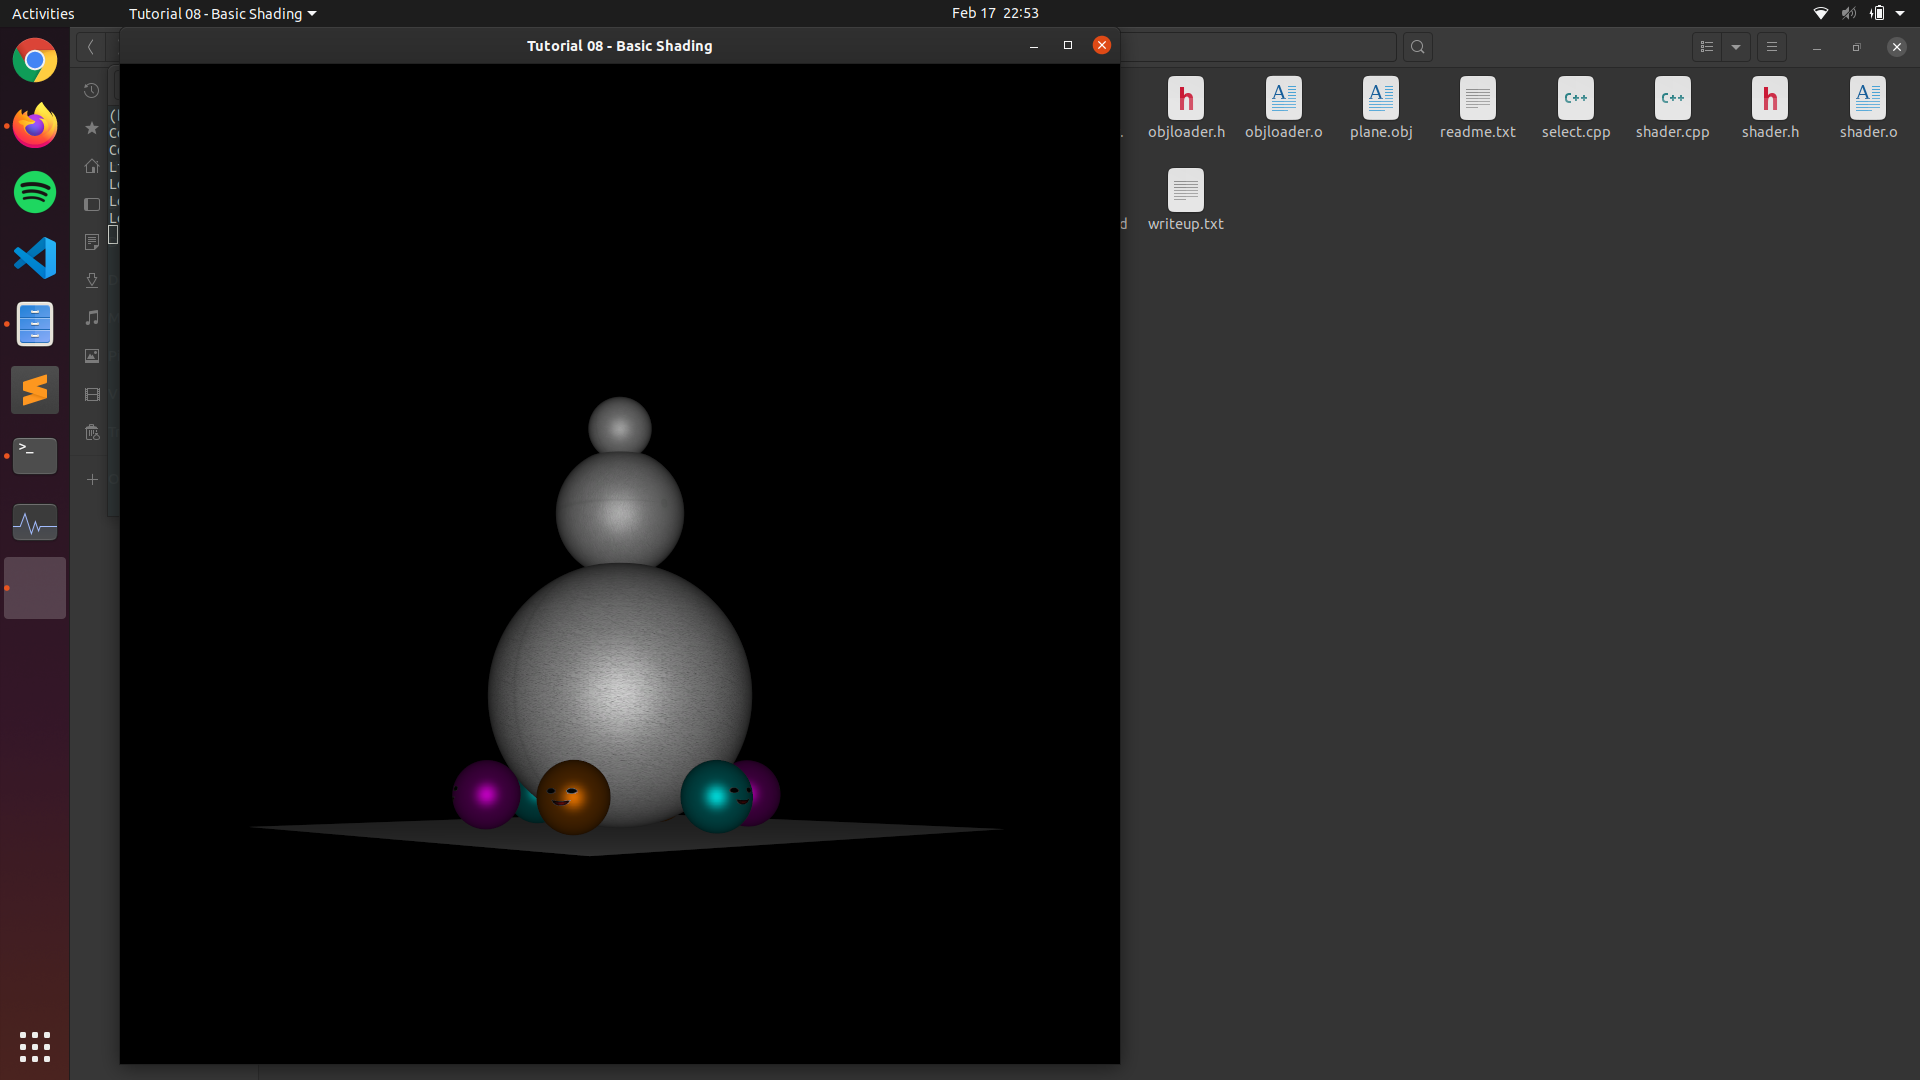 Activities
Tutorial 08 - Basic Shading
Feb 17 22:53
Tutorial 08 - Basic Shading
objloader.h
objloader.o
plane.obj
readme.txt
select.cpp
shader.cpp
shader.h
shader.o
writeup.txt